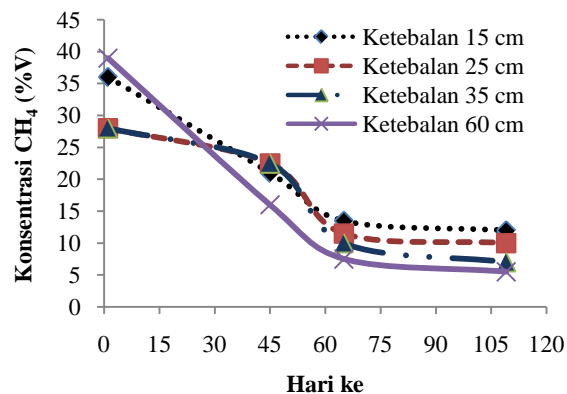 Konsentrasi CH₄ (%V)
45
40
35
30
25
20
15
10
5
0
Ketebalan 15 cm
Ketebalan 25 cm
Ketebalan 35 cm
Ketebalan 60 cm
0 15 30 45 60 75 90 105 120
Hari ke